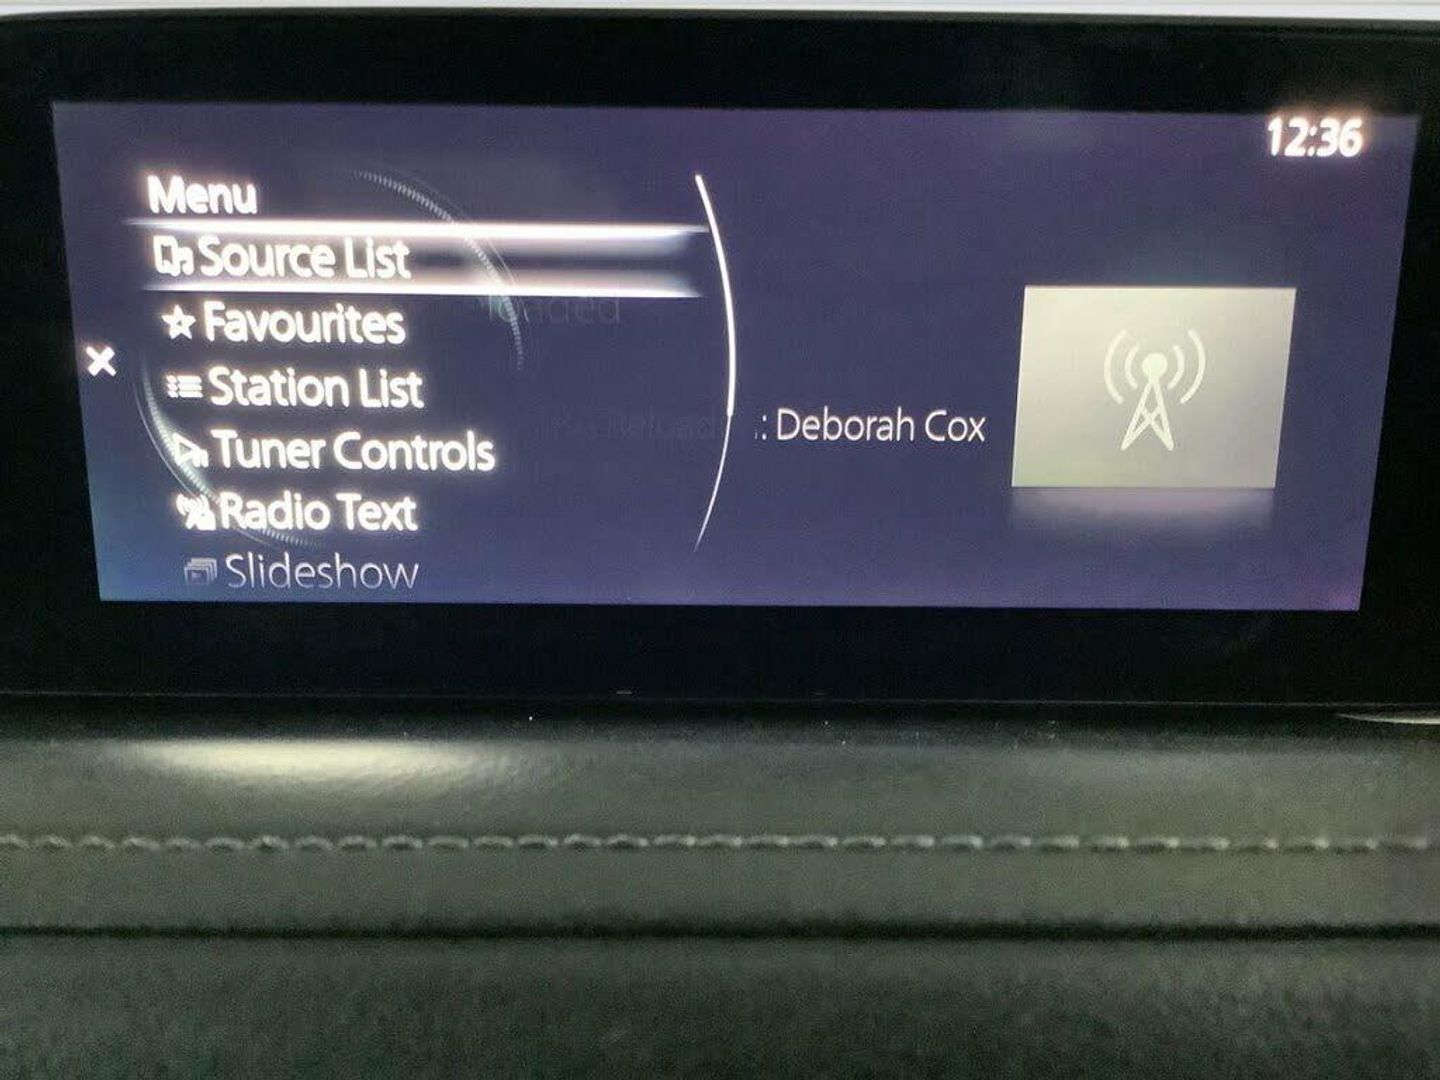 12:36
Menu
Source List
Favourites
Station List
Tuner Controls
Radio Text
Slideshow
: Deborah Cox